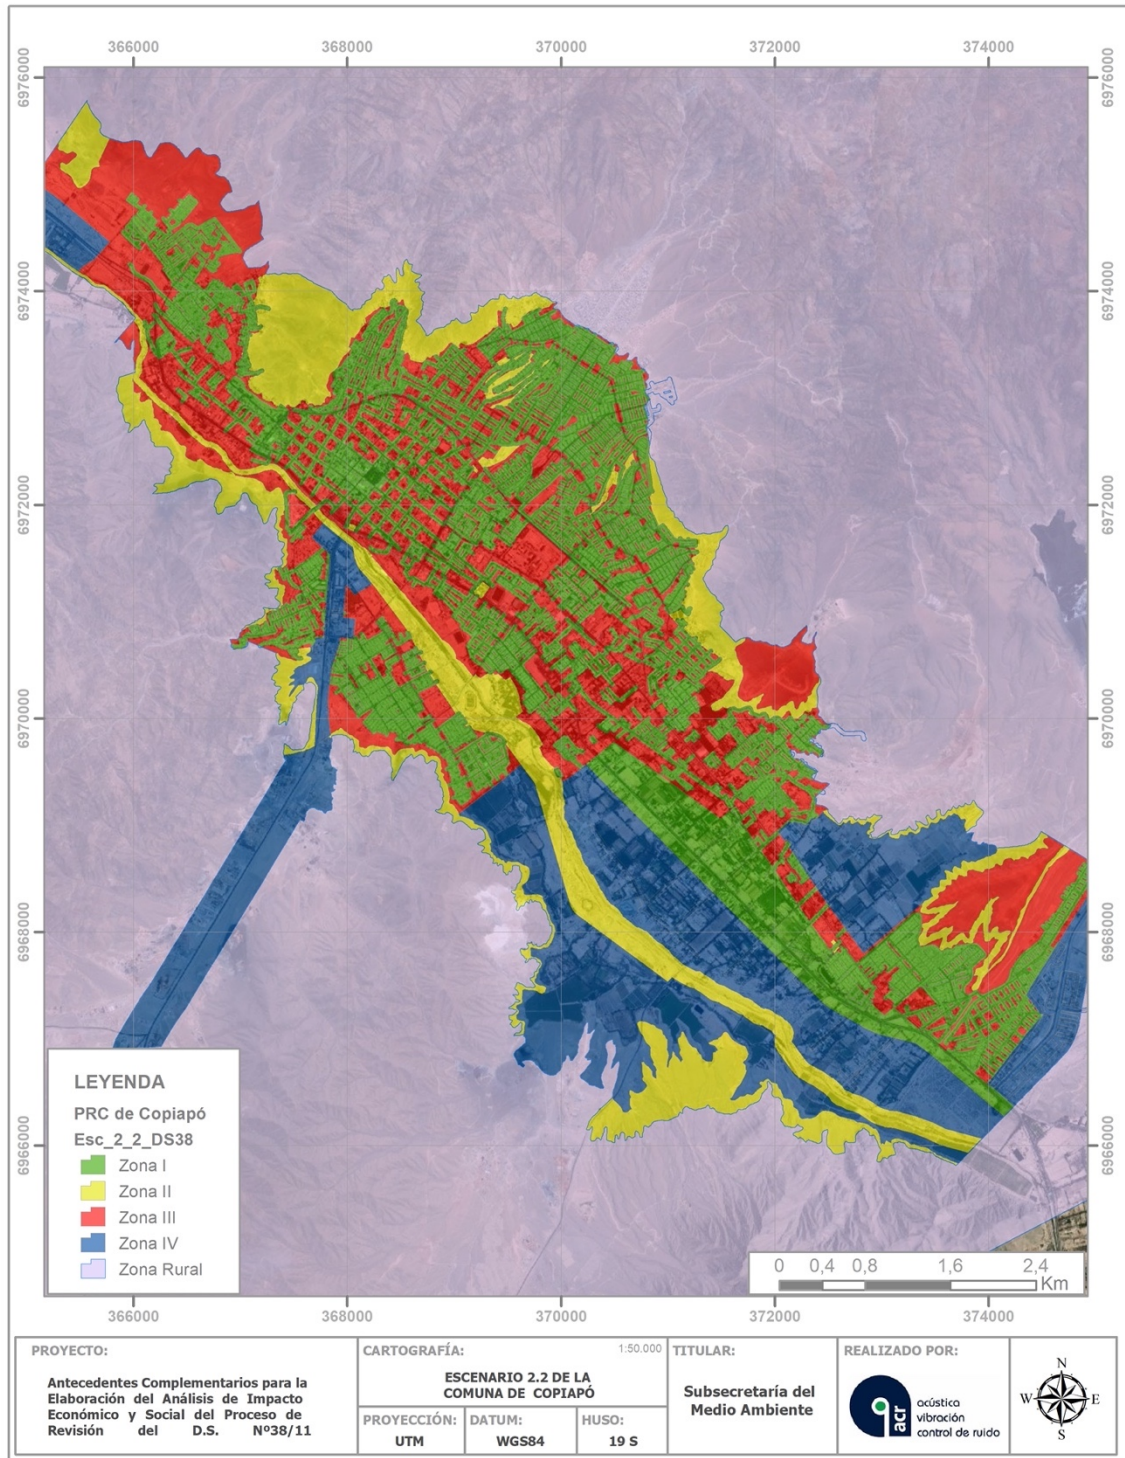 366000 368000 370000 372000 374000
6976000 6976000
6974000 6974000
6972000 6972000
6970000 6970000
6968000 6968000
6966000 6966000
LEYENDA
PRC de Copiapó
Esc_2_2_DS38
Zona I
Zona II
Zona III
Zona IV
Zona Rural
0 0,4 0,8 1,6 2,4
Km
366000 368000 370000 372000 374000
PROYECTO:
Antecedentes Complementarios para la
Elaboración del Análisis de Impacto
Económico y Social del Proceso de
Revisión del D.S. Nº38/11
CARTOGRAFÍA: 1:50.000
ESCENARIO 2.2 DE LA
COMUNA DE COPIAPÓ
PROYECCIÓN:
UTM
DATUM:
WGS84
HUSO:
19 S
TITULAR:
Subsecretaría del
Medio Ambiente
REALIZADO POR:
acr
acústica
vibración
control de ruido
N
W E
S